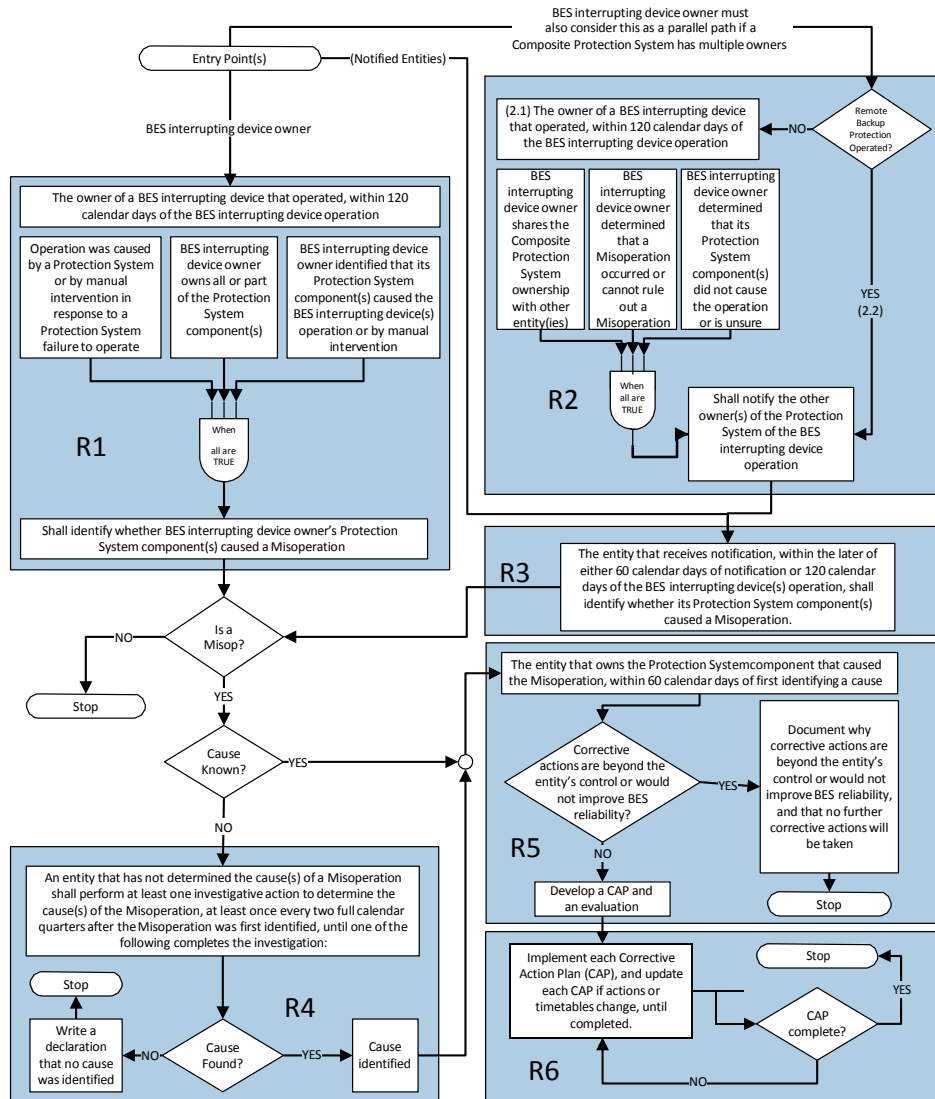 BES interrupting device owner must
also consider this as a parallel path if a
Composite Protection System has multiple owners
Entry Point(s)
(Notified Entities)
BES interrupting device owner
The owner of a BES interrupting device that operated, within 120
calendar days of the BES interrupting device operation
Operation was caused
by a Protection System
or by manual
intervention in
response to a
Protection System
failure to operate
BES interrupting
device owner
owns all or part
of the Protection
System
component(s)
BES interrupting device
owner identified that its
Protection System
component(s) caused the
BES interrupting device(s)
operation or by manual
intervention
R1
When
all are
TRUE
Shall identify whether BES interrupting device owner's Protection
System component(s) caused a Misoperation
Remote
Backup
Protection
Operated?
NO
(2.1) The owner of a BES interrupting device
that operated, within 120 calendar days of
the BES interrupting device operation
BES
interrupting
device owner
shares the
Composite
Protection
System
ownership
with other
entity(ies)
BES
interrupting
device owner
determined
that a
Misoperation
occurred or
cannot rule
out a
Misoperation
BES interrupting
device owner
determined
that its
Protection
System
component(s)
did not cause
the operation
or is unsure
YES
(2.2)
R2
When
all are
TRUE
Shall notify the other
owner(s) of the Protection
System of the BES
interrupting device
operation
R3
The entity that receives notification, within the later of
either 60 calendar days of notification or 120 calendar
days of the BES interrupting device(s) operation, shall
identify whether its Protection System component(s)
caused a Misoperation.
Is a
Misop?
NO
Stop
YES
Cause
Known?
YES
NO
An entity that has not determined the cause(s) of a Misoperation
shall perform at least one investigative action to determine the
cause(s) of the Misoperation, at least once every two full calendar
quarters after the Misoperation was first identified, until one of
the following completes the investigation:
Stop
R4
Write a
declaration
that no cause
was identified
NO
Cause
Found?
YES
Cause
identified
The entity that owns the Protection Systemcomponent that caused
the Misoperation, within 60 calendar days of first identifying a cause
Corrective
actions are beyond
the entity's control or would
not improve BES
reliability?
YES
Document why
corrective actions are
beyond the entity's
control or would not
improve BES reliability,
and that no further
corrective actions will
be taken
R5
NO
Stop
Develop a CAP and
an evaluation
Implement each Corrective
Action Plan (CAP), and update
each CAP if actions or
timetables change, until
completed.
Stop
YES
CAP
complete?
R6
NO